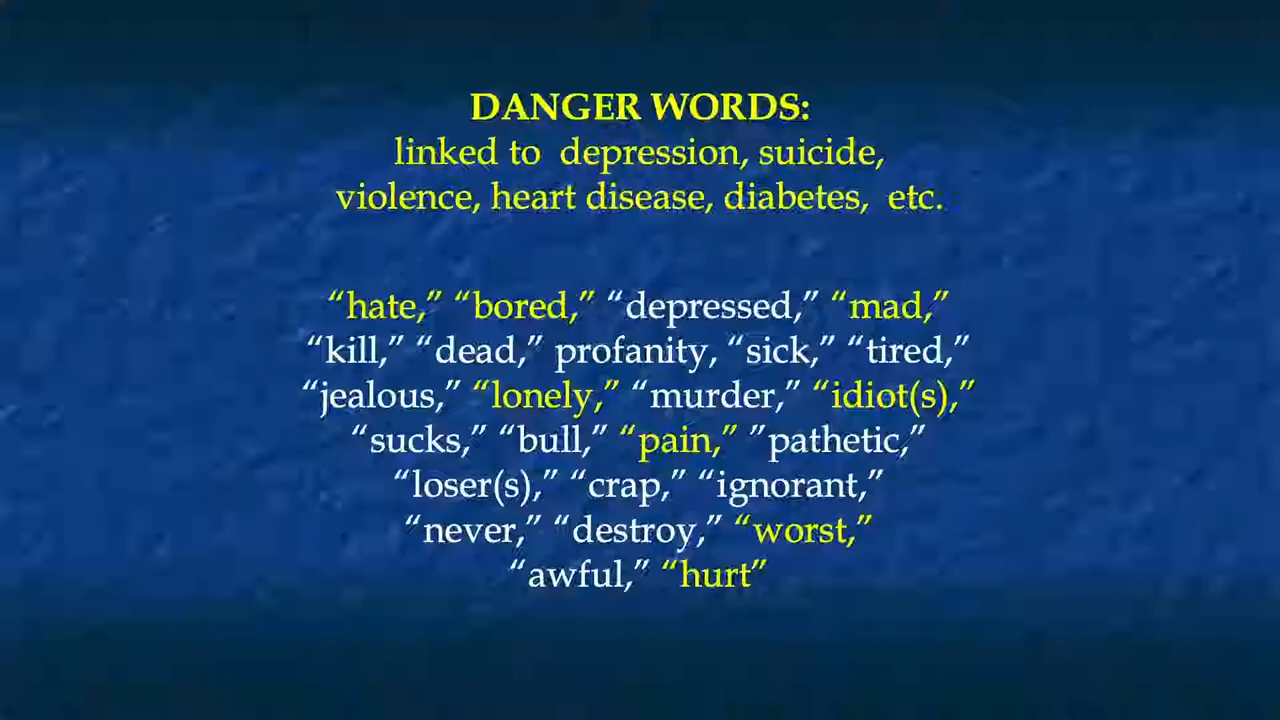 DANGER WORDS:
linked to  depression, suicide,
violence, heart disease, diabetes,  etc.
“hate,” “bored,” “depressed,” “mad,”
“kill,” “dead,” profanity, “sick,” “tired,”
“jealous,” “lonely,” “murder,” “idiot(s),”
“sucks,” “bull,” “pain,” ”pathetic,”
“loser(s),” “crap,” “ignorant,”
“never,” “destroy,” “worst,”
“awful,” “hurt”